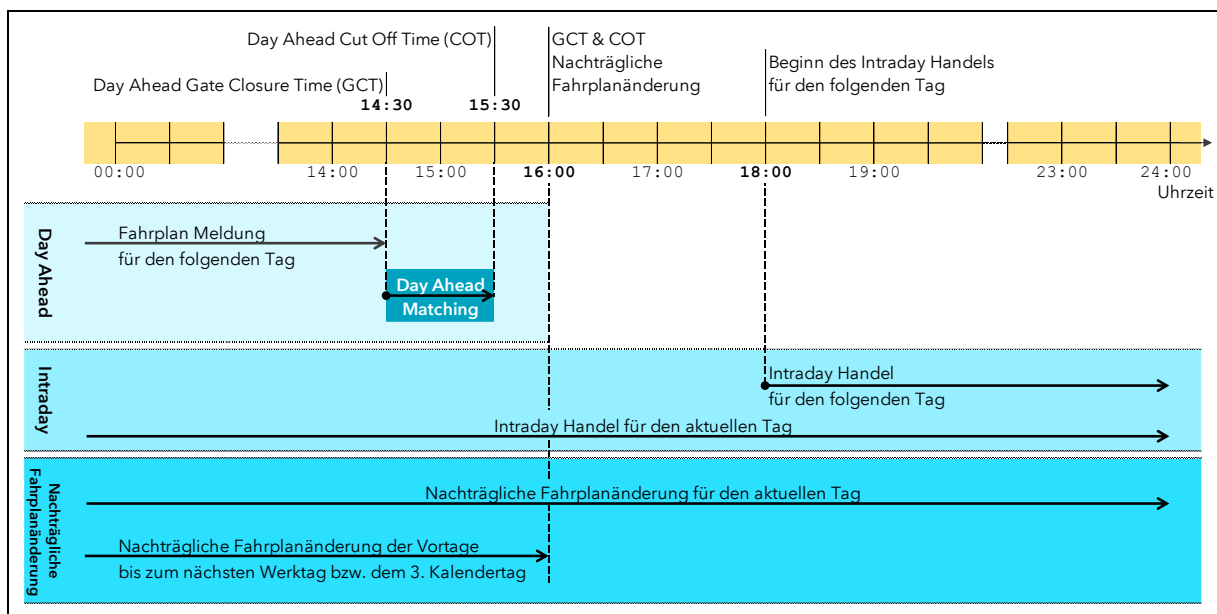 Day Ahead Cut Off Time (COT)
GCT & COT
Nachträgliche
Fahrplanänderung
Beginn des Intraday Handels
für den folgenden Tag
Day Ahead Gate Closure Time (GCT)
14:30
15:30
00:00
14:00
15:00
16:00
17:00
18:00
19:00
23:00
24:00
Uhrzeit
Day Ahead
Fahrplan Meldung
für den folgenden Tag
Day Ahead
Matching
Intraday
Intraday Handel
für den folgenden Tag
Intraday Handel für den aktuellen Tag
Nachträgliche
Fahrplanänderung
Nachträgliche Fahrplanänderung für den aktuellen Tag
Nachträgliche Fahrplanänderung der Vortage
bis zum nächsten Werktag bzw. dem 3. Kalendertag